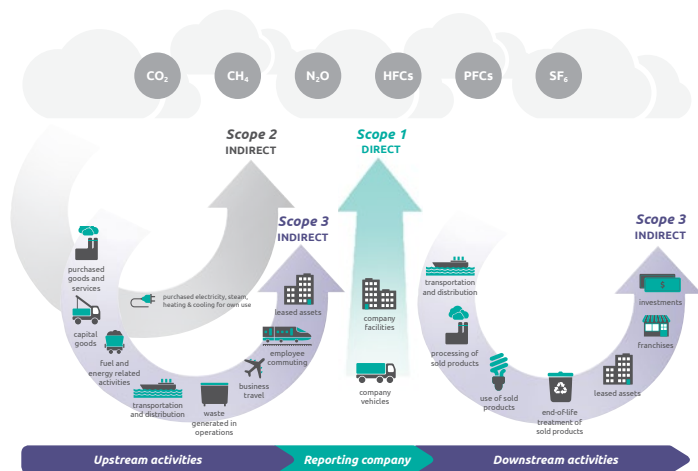 CO₂
CH₄
N₂O
HFCs
PFCs
SF₆
Scope 2
INDIRECT
Scope 1
DIRECT
Scope 3
INDIRECT
Scope 3
INDIRECT
purchased
goods and
services
capital
goods
fuel and
energy related
activities
transportation
and distribution
waste
generated in
operations
business
travel
employee
commuting
leased assets
purchased electricity, steam,
heating & cooling for own use
company
facilities
company
vehicles
transportation
and distribution
processing of
sold products
use of sold
products
end-of-life
treatment of
sold products
leased assets
franchises
investments
$
Upstream activities
Reporting company
Downstream activities